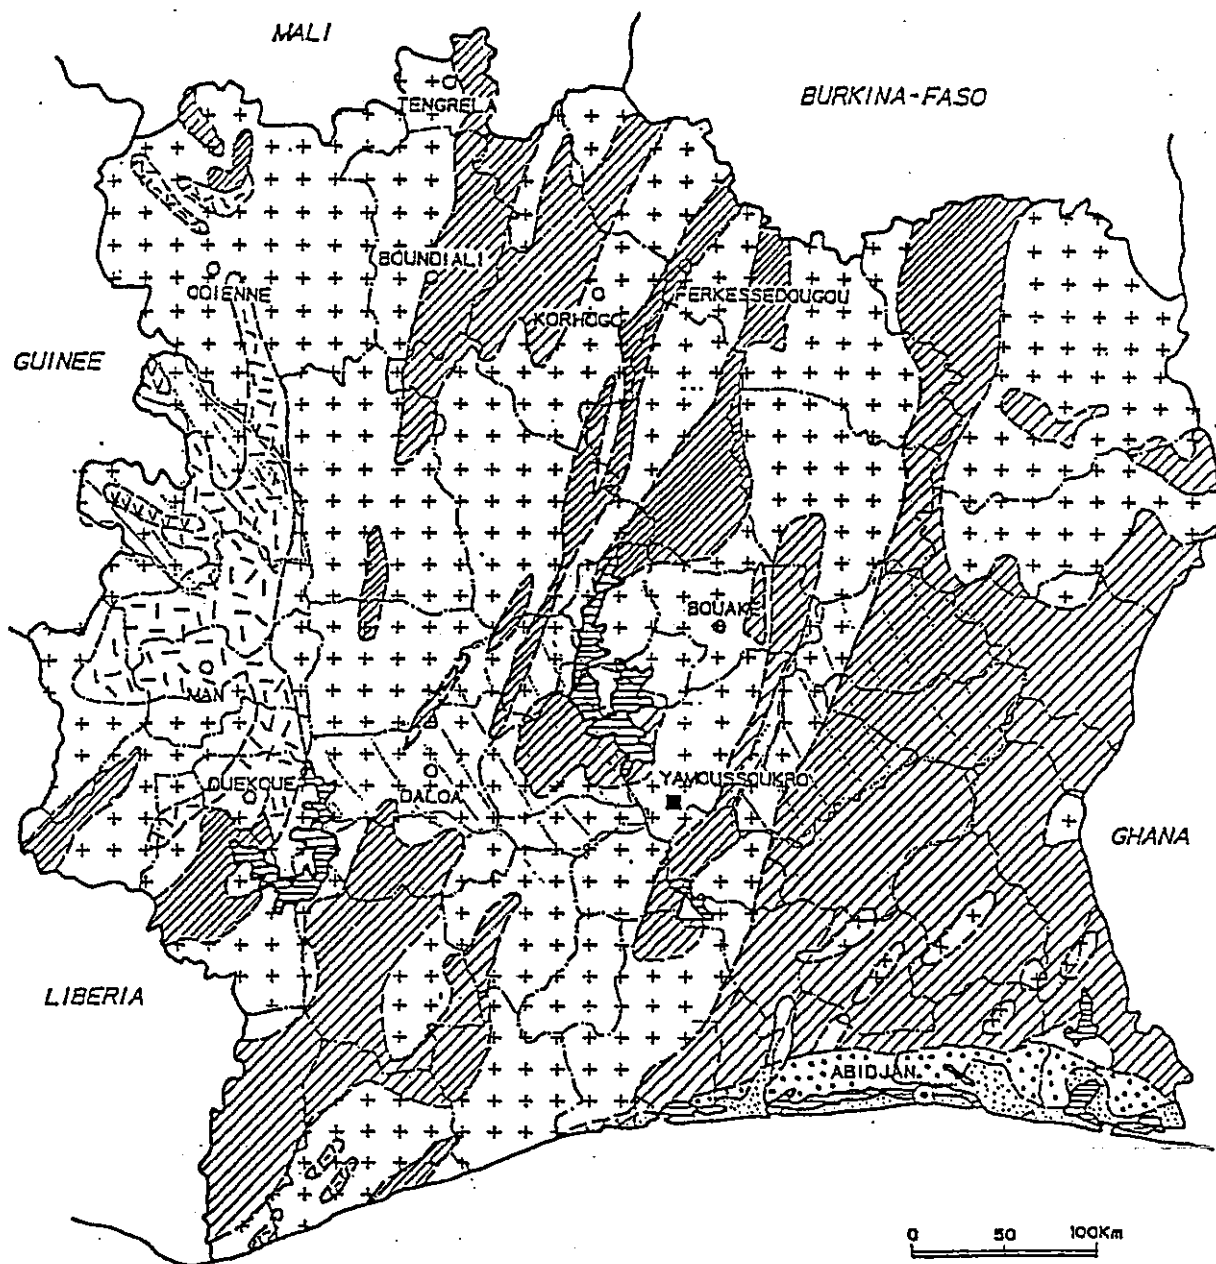 MALI
BURKINA-FASO
TENGRELA
BOUNDIALI
ODIENNE
FERKESSEDOUGOU
KORHOGO
GUINEE
BOUAKE
MAN
DUEKOUE
DALOA
YAMOUSSOUKRO
GHANA
LIBERIA
ABIDJAN
0 50 100Km